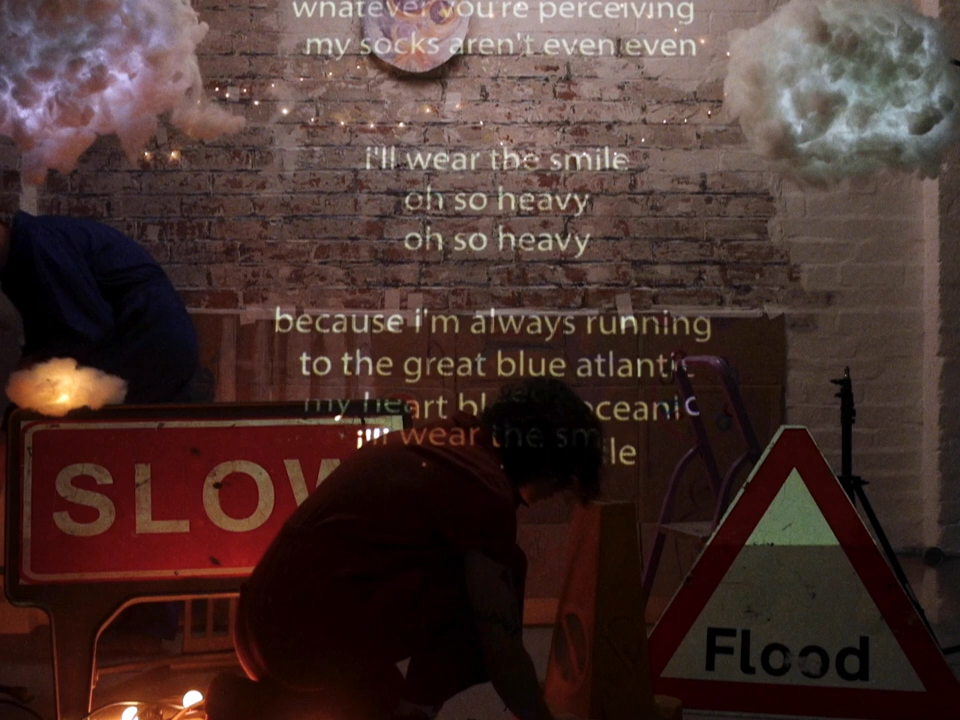 whatever you're perceiving
my socks aren't even even
i'll wear the smile
oh so heavy
oh so heavy
because i'm always running
to the great blue atlantic
my heart oceanic
i'll wear the smile
SLOW
Flood